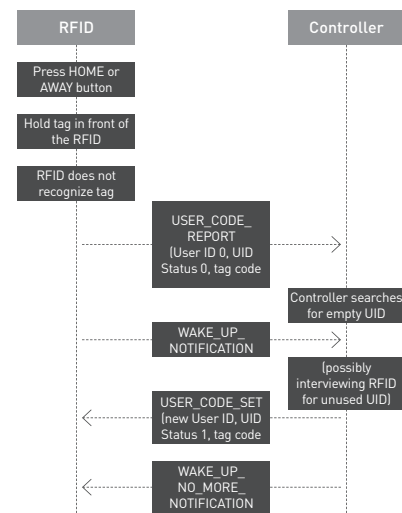 RFID
Controller
Press HOME or
AWAY button
Hold tag in front of
the RFID
RFID does not
recognize tag
USER_CODE_
REPORT
(User ID 0, UID
Status 0, tag code
Controller searches
for empty UID
WAKE_UP_
NOTIFICATION
(possibly
interviewing RFID
for unused UID)
USER_CODE_SET
(new User ID, UID
Status 1, tag code
WAKE_UP_
NO_MORE_
NOTIFICATION